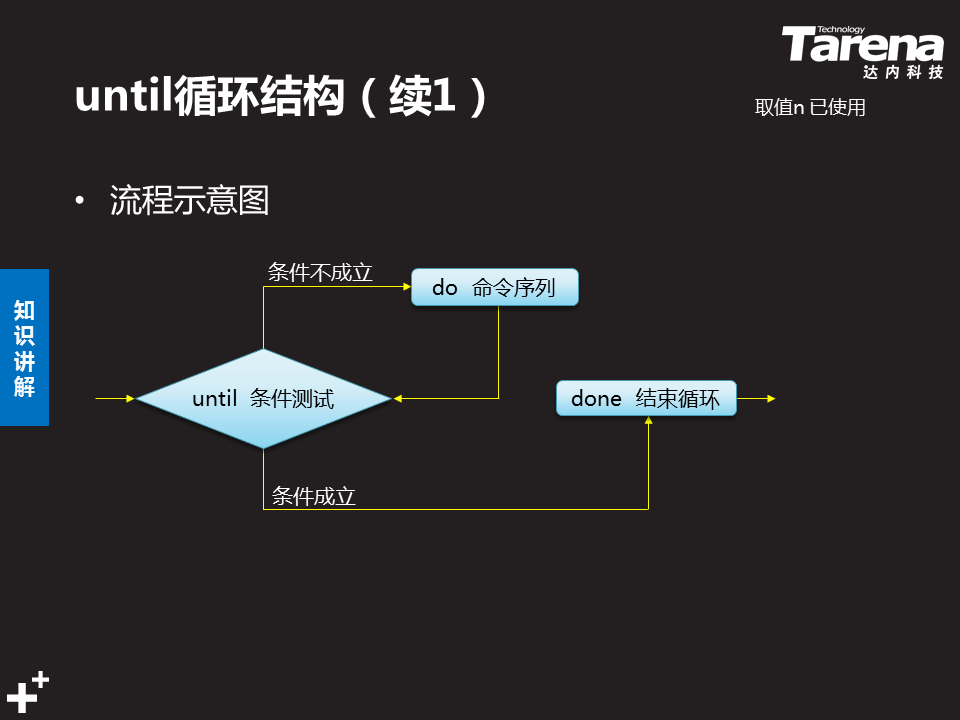 Technology
Tarena
达内科技
until循环结构（续1）
取值n 已使用
• 流程示意图
条件不成立
do 命令序列
知识讲解
until 条件测试
done 结束循环
条件成立